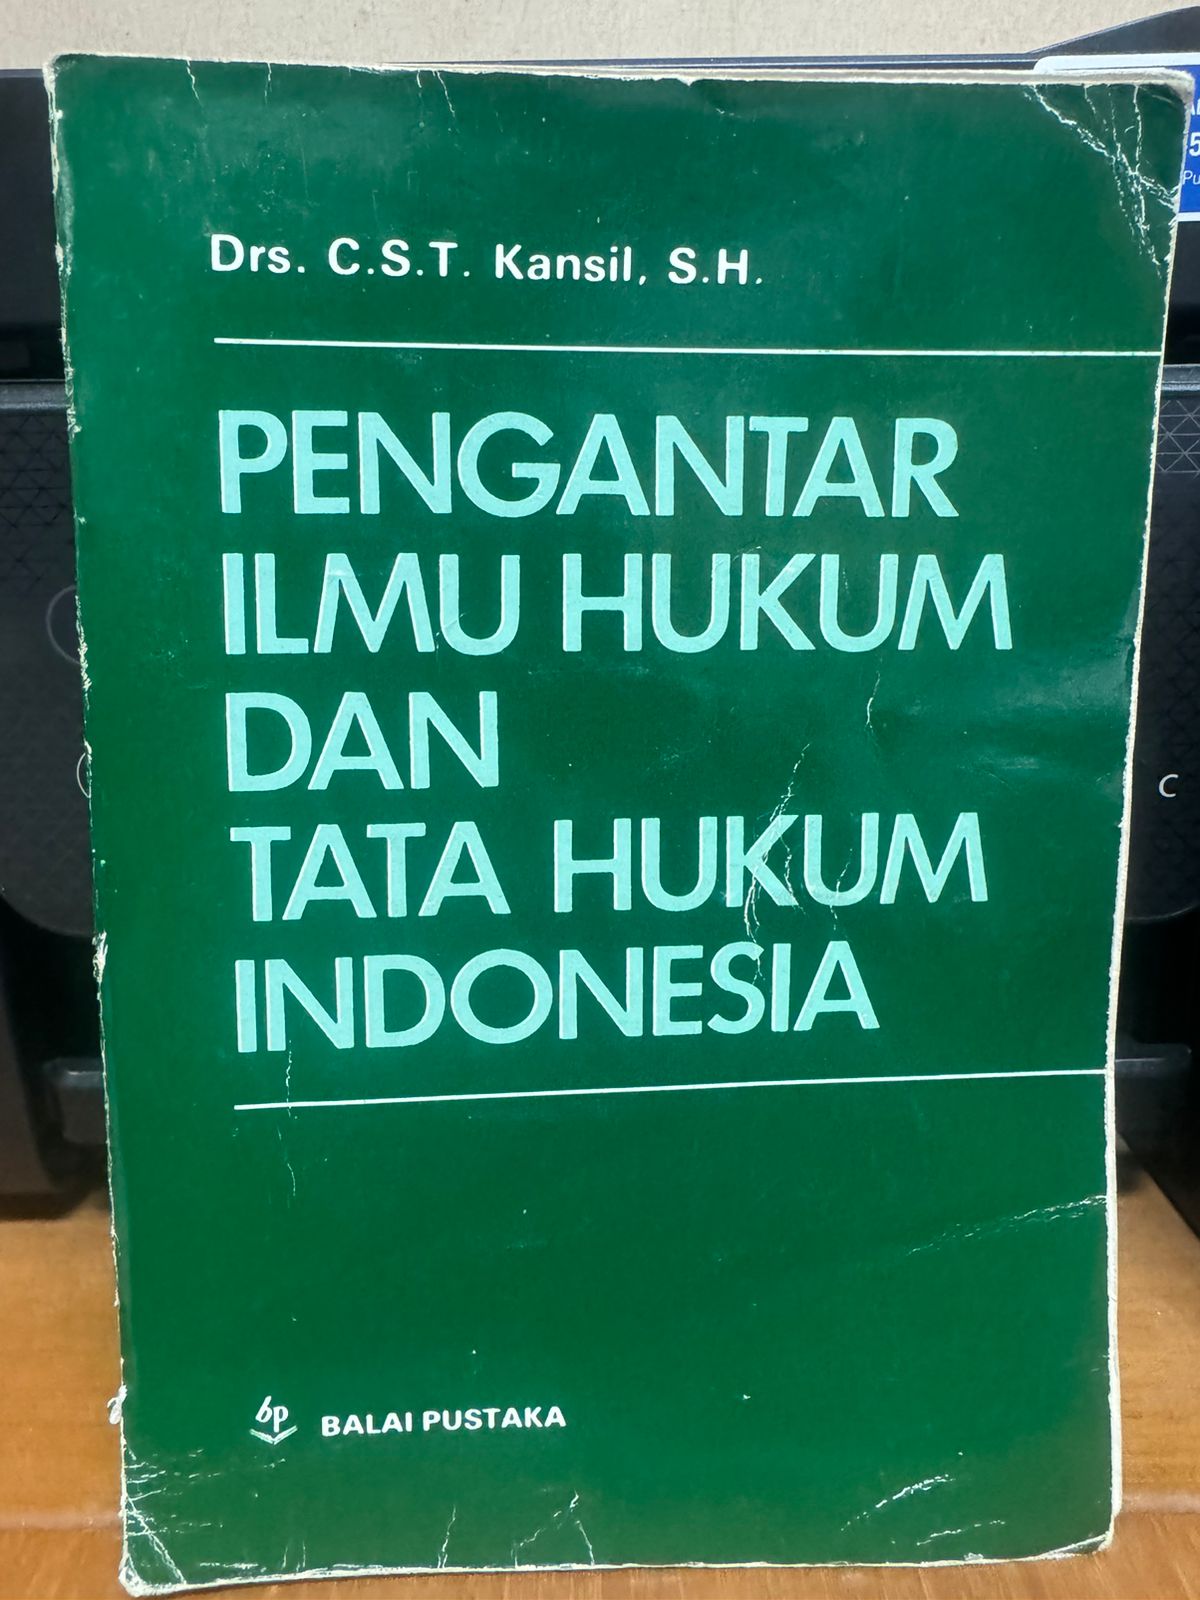 Drs. C.S.T. Kansil, S.H.
PENGANTAR
ILMU HUKUM
DAN
TATA HUKUM
INDONESIA
bp BALAI PUSTAKA
C